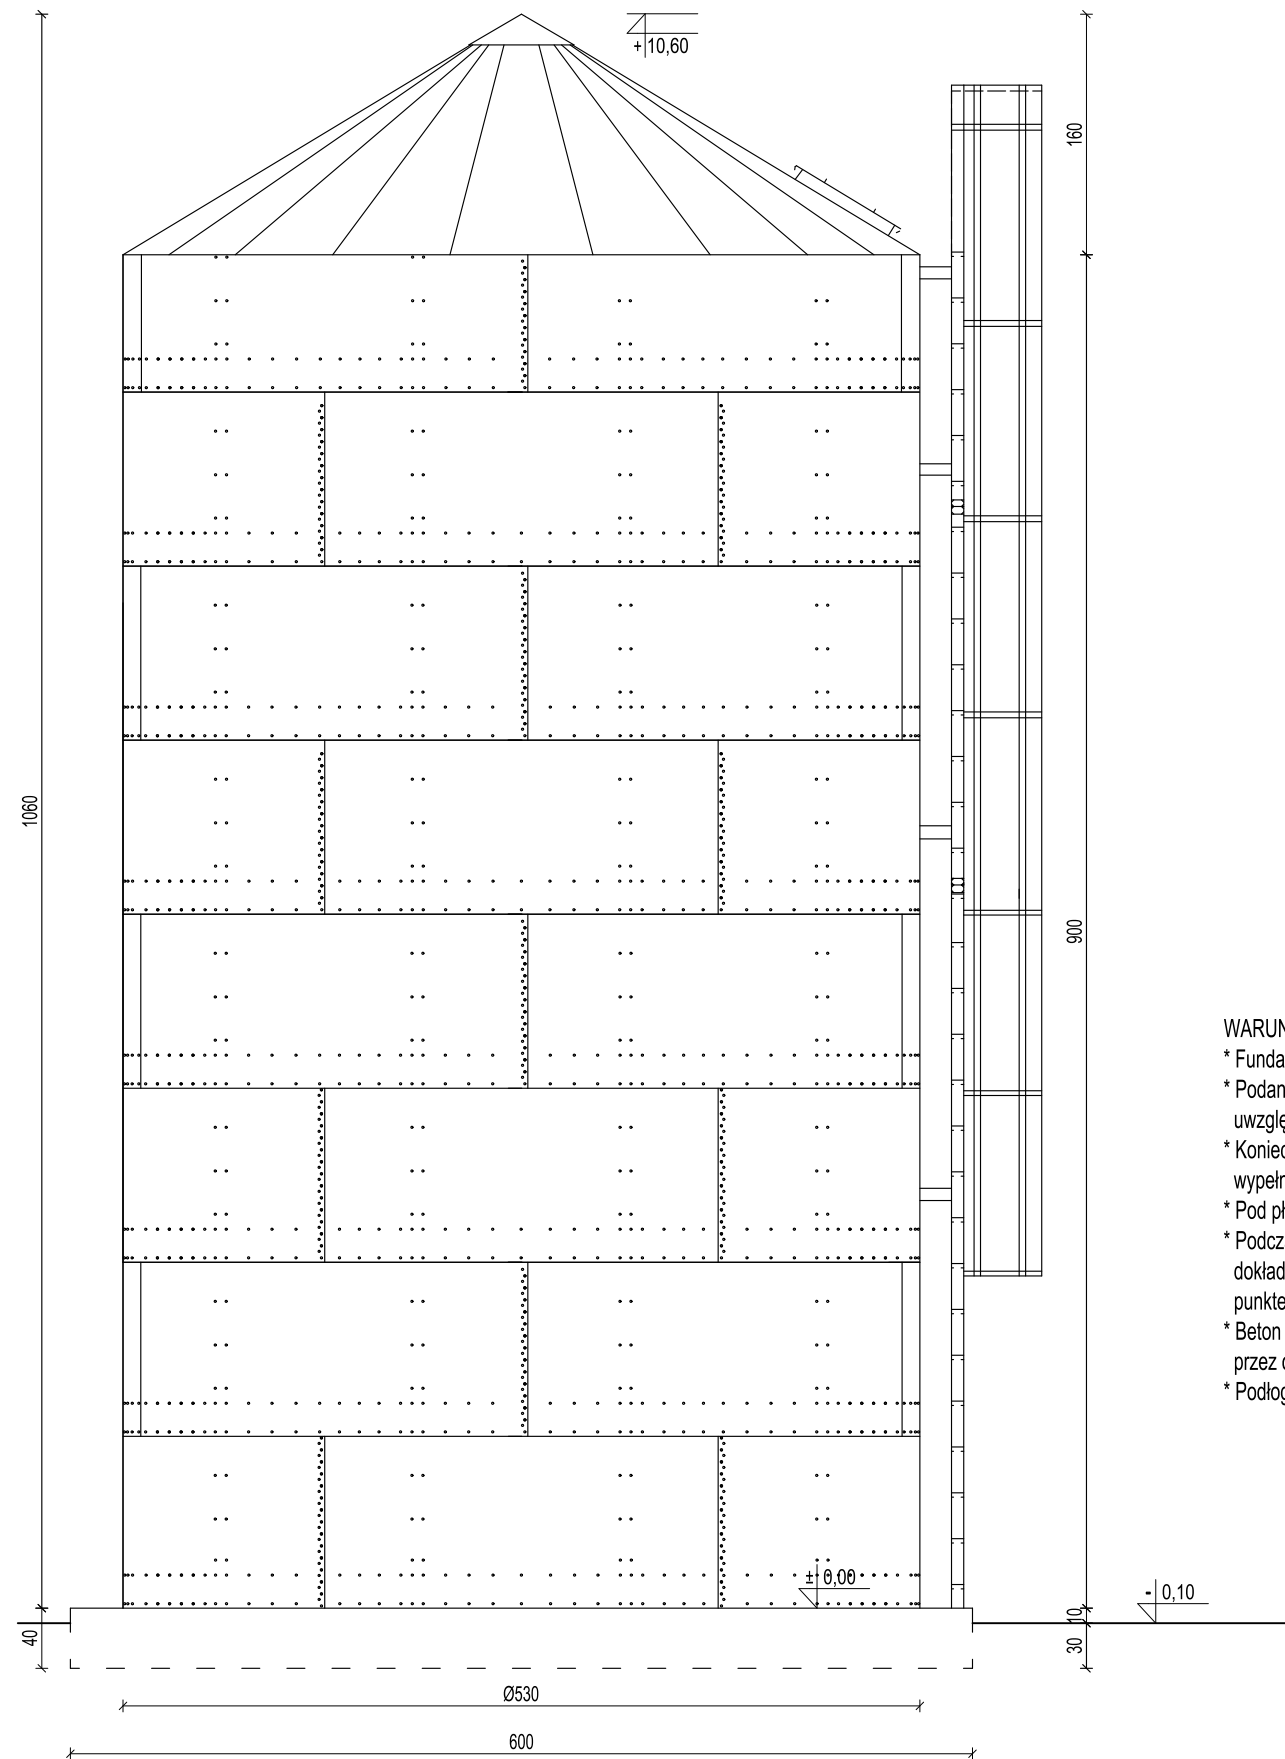 +10,60
160
1060
900
WARUN
* Funda
* Podan
uwzglę
* Koniec
wypełn
* Pod pł
* Podcz
dokład
punkte
* Beton
przez
* Podłog
± 0,00
- 0,10
10
40
30
Ø530
600